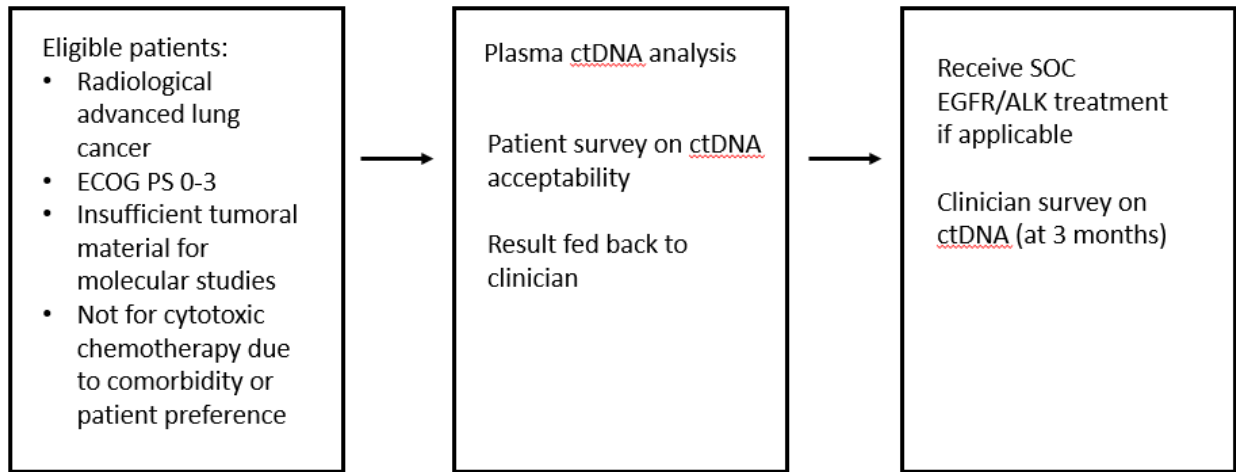 Eligible patients:
• Radiological
advanced lung
cancer
• ECOG PS 0-3
• Insufficient tumoral
material for
molecular studies
• Not for cytotoxic
chemotherapy due
to comorbidity or
patient preference
Plasma ctDNA analysis
Patient survey on ctDNA
acceptability
Result fed back to
clinician
Receive SOC
EGFR/ALK treatment
if applicable
Clinician survey on
ctDNA (at 3 months)